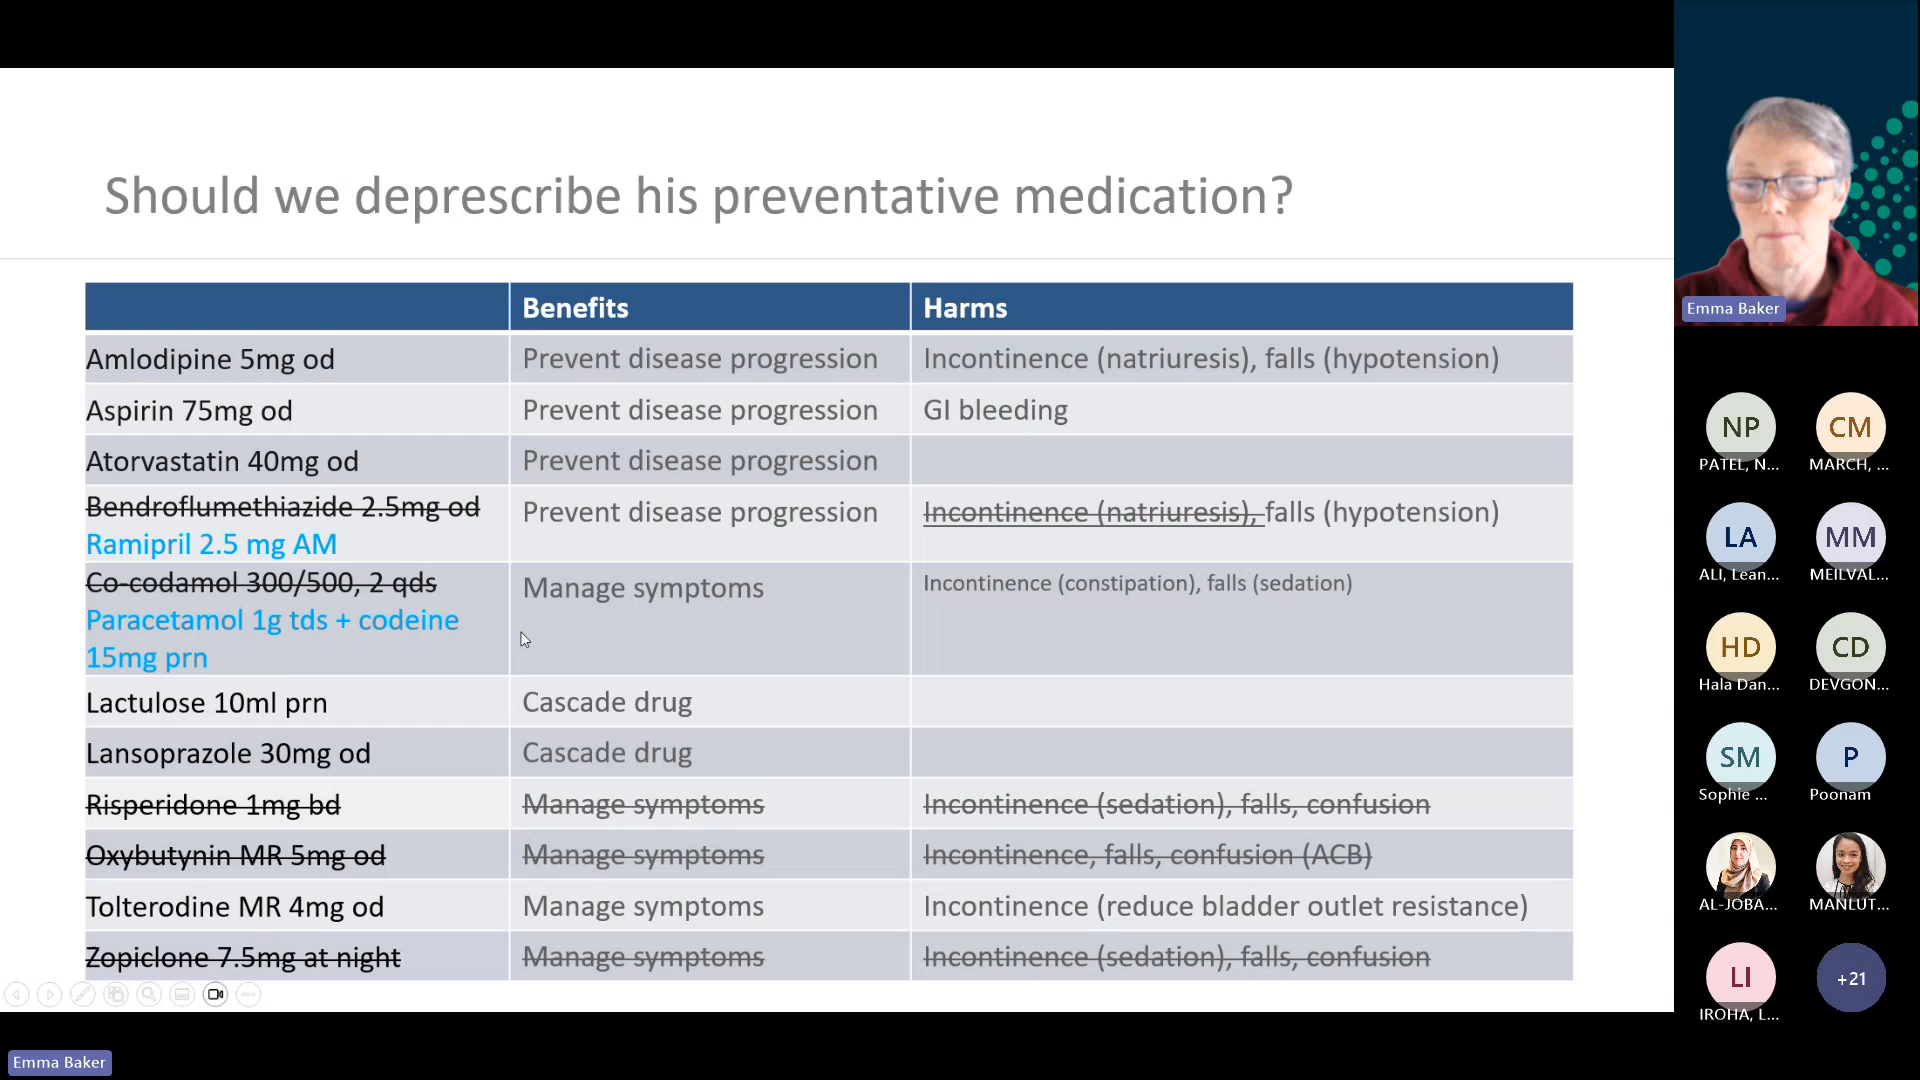 Should we deprescribe his preventative medication?
Benefits
Harms
Amlodipine 5mg od
Prevent disease progression
Incontinence (natriuresis), falls (hypotension)
Aspirin 75mg od
Prevent disease progression
GI bleeding
Atorvastatin 40mg od
Prevent disease progression
Bendroflumethiazide 2.5mg od
Ramipril 2.5 mg AM
Prevent disease progression
Incontinence (natriuresis), falls (hypotension)
Co-codamol 300/500, 2 qds
Paracetamol 1g tds + codeine
15mg prn
Manage symptoms
Incontinence (constipation), falls (sedation)
Lactulose 10ml prn
Cascade drug
Lansoprazole 30mg od
Cascade drug
Risperidone 1mg bd
Manage symptoms
Incontinence (sedation), falls, confusion
Oxybutynin MR 5mg od
Manage symptoms
Incontinence, falls, confusion (ACB)
Tolterodine MR 4mg od
Manage symptoms
Incontinence (reduce bladder outlet resistance)
Zopiclone 7.5mg at night
Manage symptoms
Incontinence (sedation), falls, confusion
Emma Baker
Emma Baker
NP
PATEL, N...
CM
MARCH, ...
LA
ALI, Lean...
MM
MEILVAL...
HD
Hala Dan...
CD
DEVGON...
SM
Sophie ...
P
Poonam
AL-JOBA...
MANLUT...
LI
IROHA, L...
+21